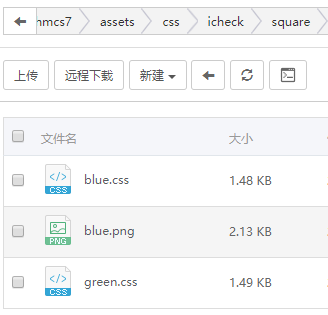 nmcs7 assets css icheck square
上传 远程下载 新建
文件名 大小
CSS blue.css 1.48 KB
PNG blue.png 2.13 KB
CSS green.css 1.49 KB